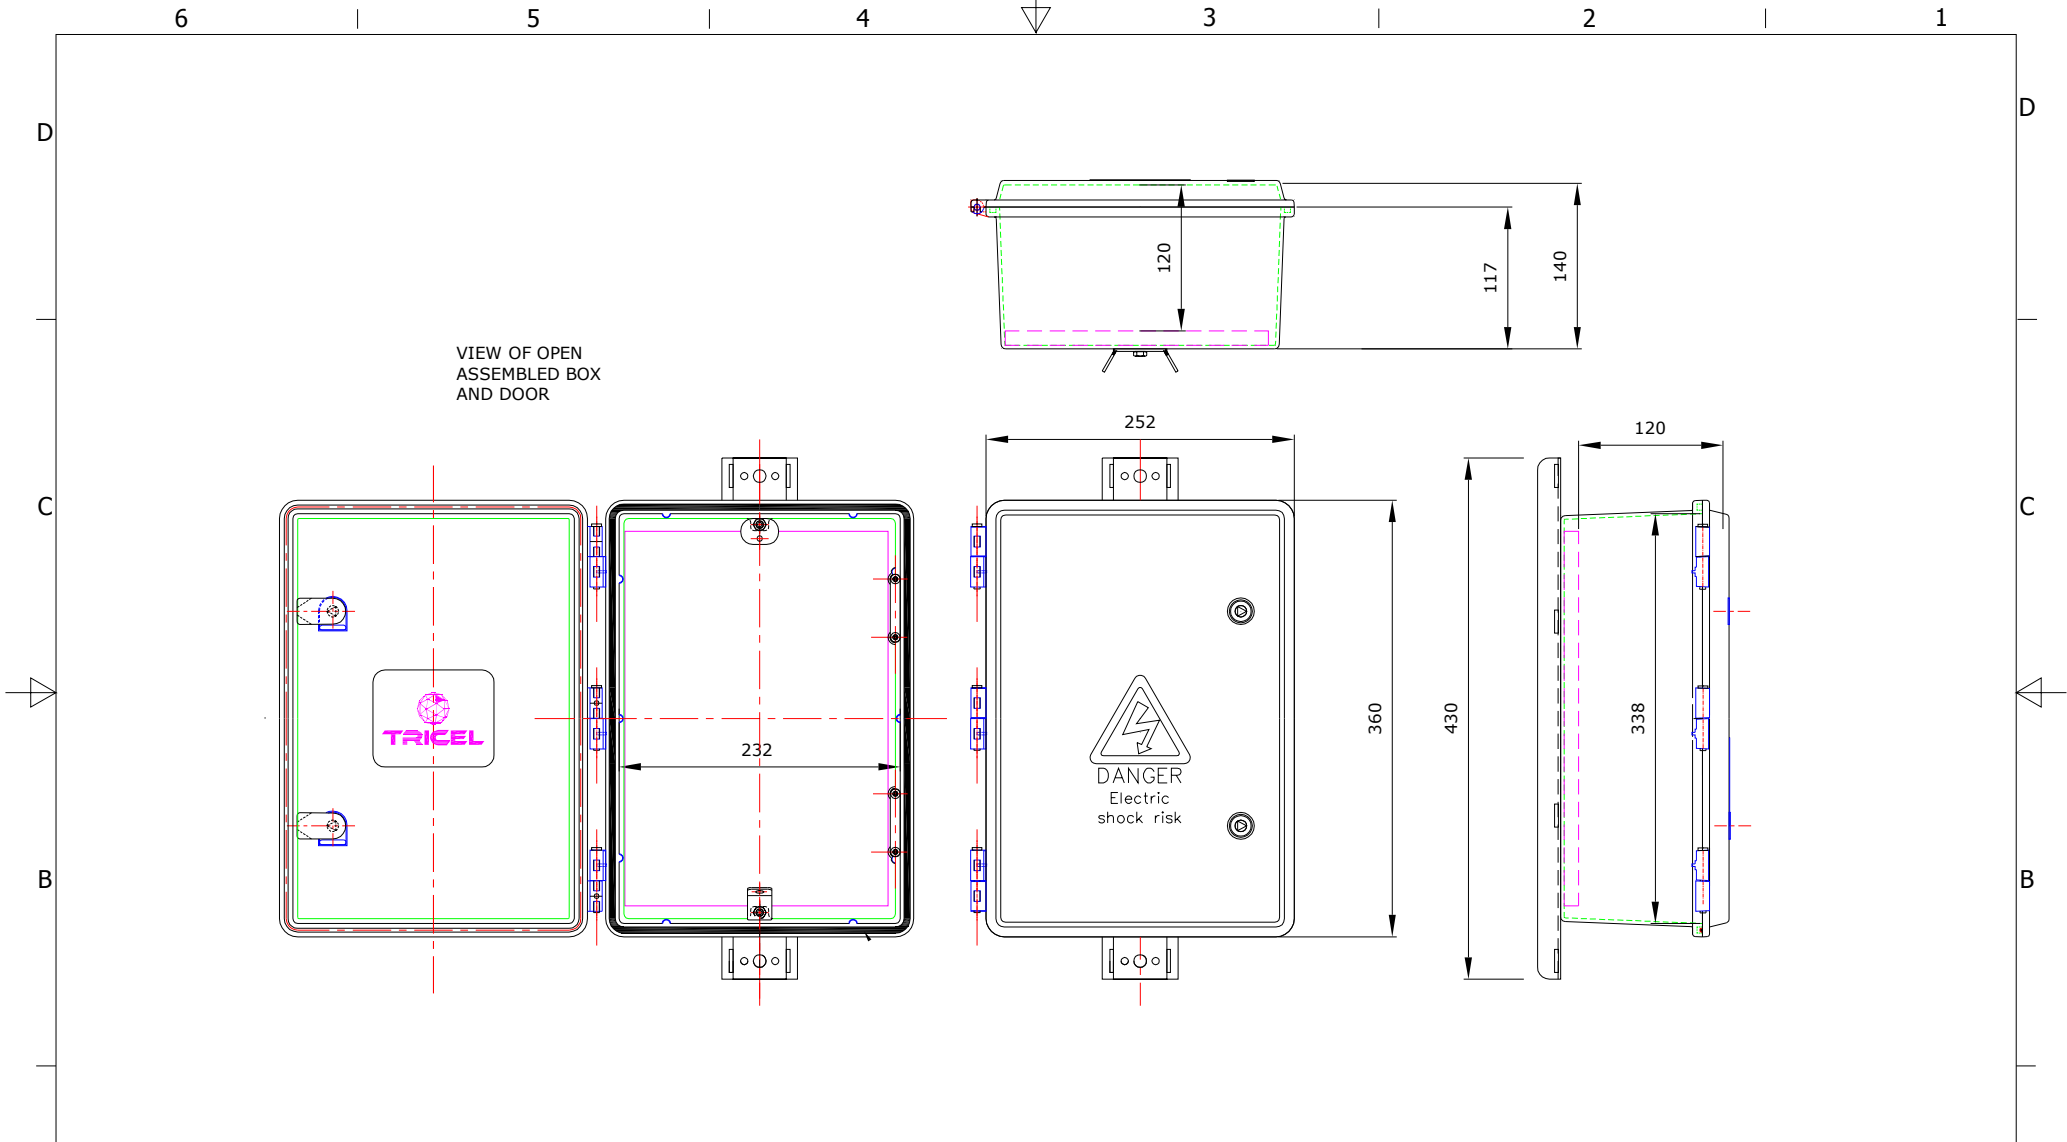 6 5 4 3 2 1
D D
120
117
140
VIEW OF OPEN
ASSEMBLED BOX
AND DOOR
252
120
C C
TRICEL
232
360
430
338
DANGER
Electric
shock risk
B B